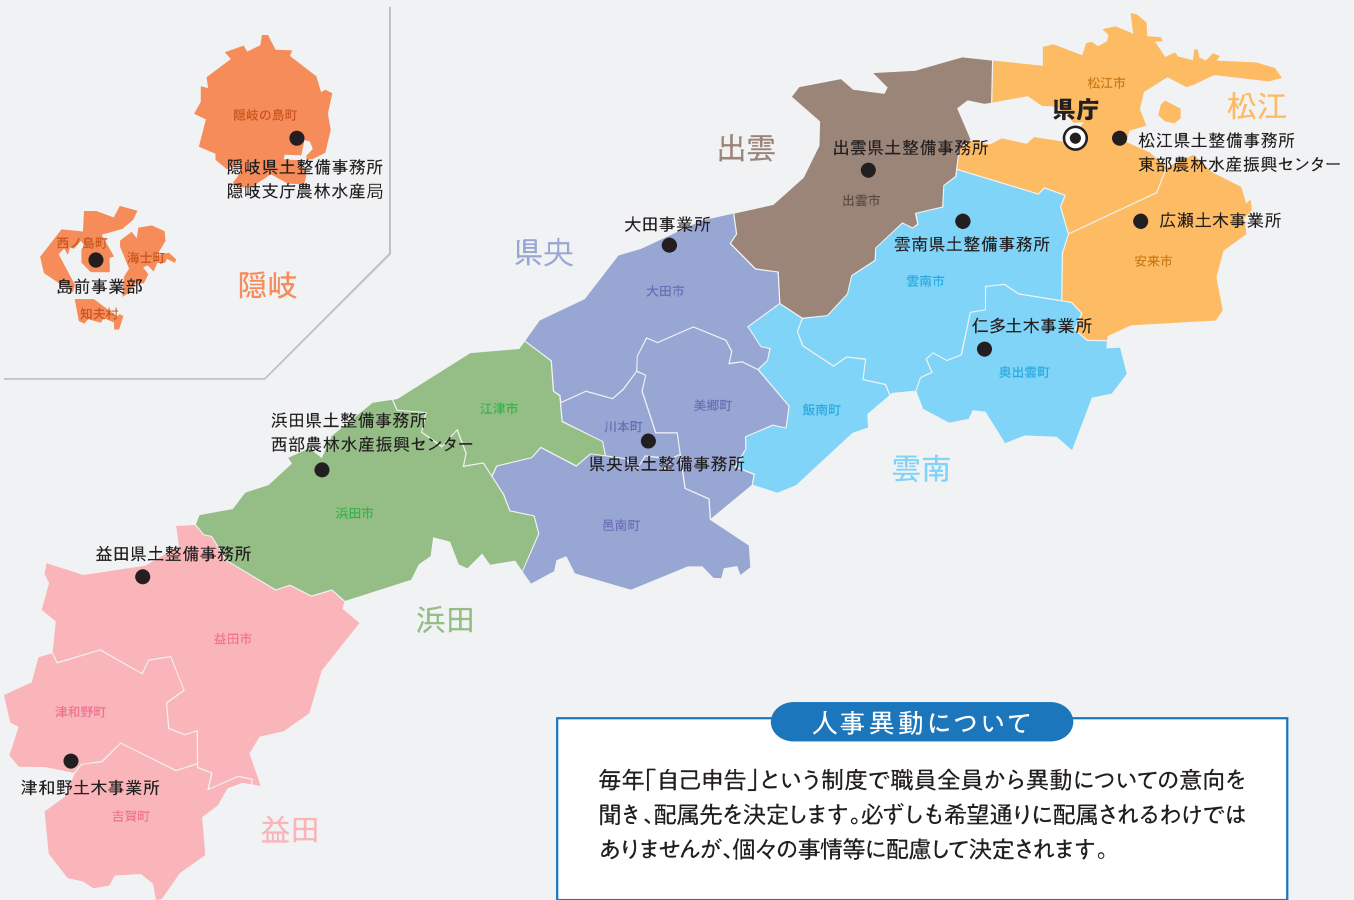 隠岐の島町
隠岐県土整備事務所
隠岐支庁農林水産局
西ノ島町
海士町
島前事業部
知夫村
隠岐
松江市
松江
県庁
松江県土整備事務所
東部農林水産振興センター
広瀬土木事業所
安来市
出雲
出雲県土整備事務所
出雲市
雲南県土整備事務所
雲南市
仁多土木事業所
奥出雲町
飯南町
雲南
大田事業所
県央
大田市
美郷町
川本町
県央県土整備事務所
邑南町
江津市
浜田県土整備事務所
西部農林水産振興センター
浜田市
浜田
益田県土整備事務所
益田市
津和野町
津和野土木事業所
吉賀町
益田
人事異動について
毎年「自己申告」という制度で職員全員から異動についての意向を
聞き、配属先を決定します。必ずしも希望通りに配属されるわけでは
ありませんが、個々の事情等に配慮して決定されます。